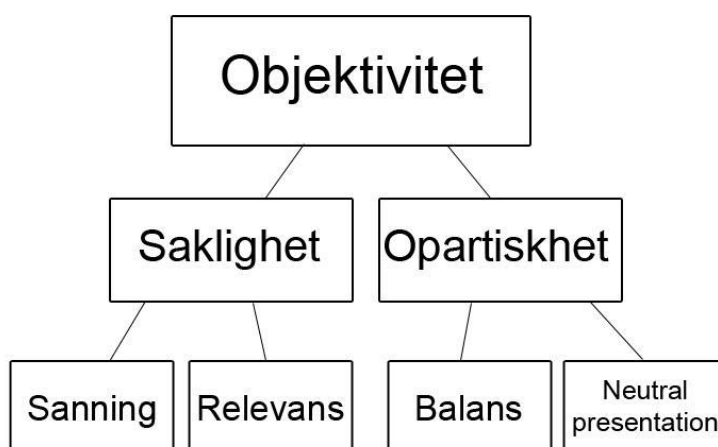 Objektivitet
Saklighet
Opartiskhet
Sanning
Relevans
Balans
Neutral
presentation